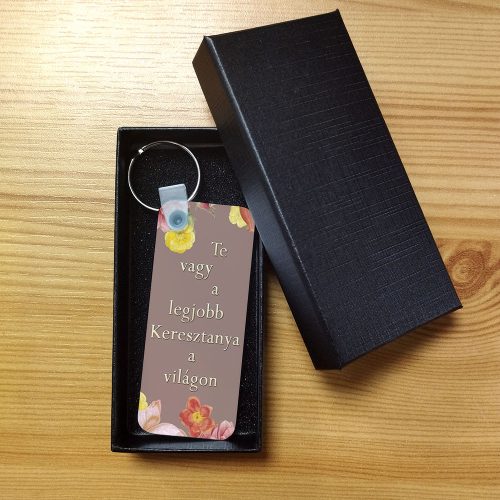 Te
vagy
a
legjobb
Keresztanya
a
világon